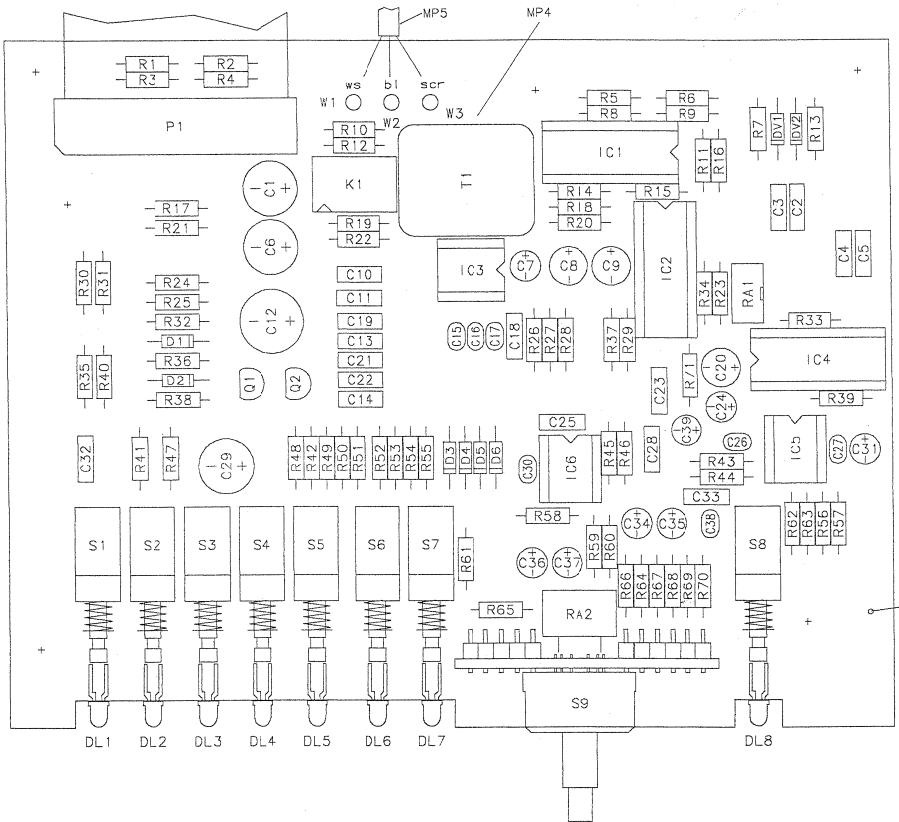 MP5 MP4
R1 R2
R3 R4
ws bl scr
W1 W2 W3
P1
R5 R6
R8 R9
R10
R12
IC1
R7 DV1 DV2 R13
R11 R16
C1 K1 T1
R14 R15
R18
R20
C3 C2
R17
R21
C6
R19
R22
IC3 C7 C8 C9 IC2
C4 C5
R30 R31
R24
R25
R32
D1
R36
D2
R38
C12
C10
C11
C19
C13
C21
C22
C14
R34 R23 RA1
C15 C16 C17 C18
R26 R27 R28 R37 R29
R33
IC4
R35 R40
Q1 Q2
C23 R/1 C20
C24
R39
C32 R41 R47 C29
R48 R42 R49 R50 R51 R52 R53 R54 R55
D3 D4 D5 D6
C25
C30 IC6 R45 R46 C28
C39 C26
IC5 C27 C31
R43
R44
C33
S1 S2 S3 S4 S5 S6 S7
R61
R58
C34 C35 C38
S8
R62 R63 R56 R57
C36 C37 R59 R60
R66 R64 R67 R68 R69 R70
R65 RA2
S9
DL1 DL2 DL3 DL4 DL5 DL6 DL7 DL8